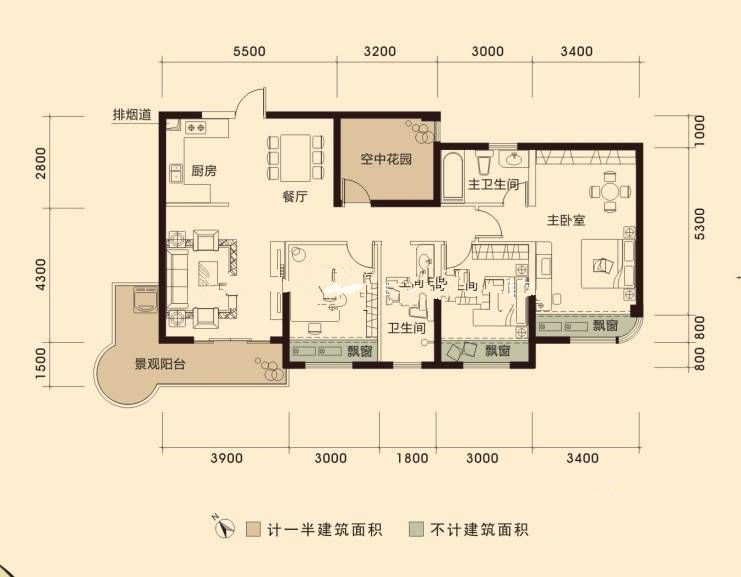 5500 3200 3000 3400
排烟道
1000
2800
厨房
空中花园
主卫生间
餐厅
主卧室
5300
4300
卫生间
飘窗
800
飘窗
飘窗
1500
景观阳台
800
3900 3000 1800 3000 3400
N
计一半建筑面积 不计建筑面积